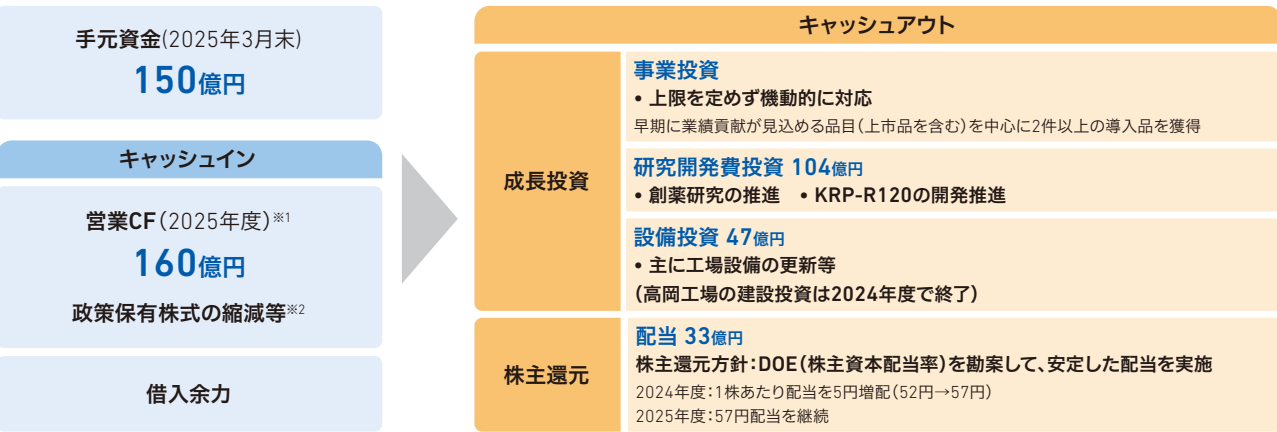 手元資金(2025年3月末)
150億円
キャッシュイン
営業CF(2025年度)※1
160億円
政策保有株式の縮減等※2
借入余力
キャッシュアウト
成長投資
事業投資
• 上限を定めず機動的に対応
早期に業績貢献が見込める品目(上市品を含む)を中心に2件以上の導入品を獲得
研究開発費投資 104億円
• 創薬研究の推進 • KRP-R120の開発推進
設備投資 47億円
• 主に工場設備の更新等
(高岡工場の建設投資は2024年度で終了)
株主還元
配当 33億円
株主還元方針:DOE(株主資本配当率)を勘案して、安定した配当を実施
2024年度:1株あたり配当を5円増配(52円→57円)
2025年度:57円配当を継続